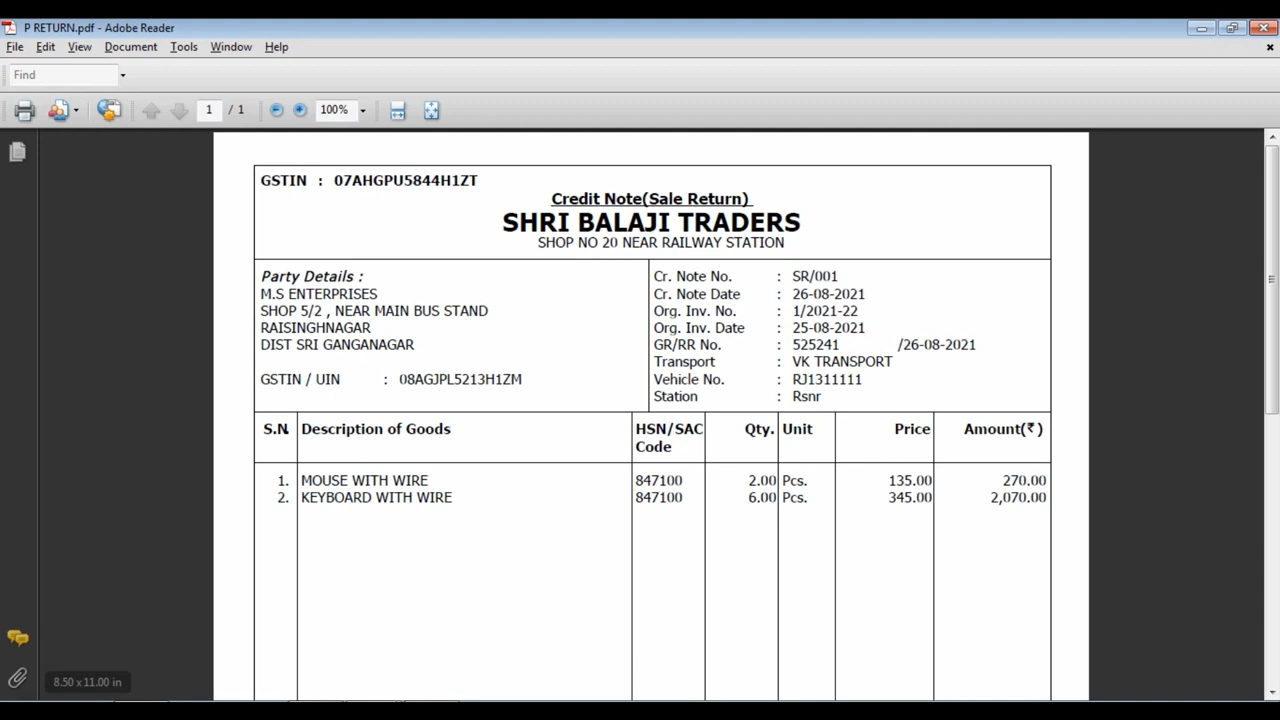 P RETURN.pdf - Adobe Reader
File Edit View Document Tools Window Help
Find
1 / 1 100%
GSTIN : 07AHGPU5844H1ZT
Credit Note(Sale Return)
SHRI BALAJI TRADERS
SHOP NO 20 NEAR RAILWAY STATION
Party Details :
M.S ENTERPRISES
SHOP 5/2 , NEAR MAIN BUS STAND
RAISINGHNAGAR
DIST SRI GANGANAGAR
GSTIN / UIN : 08AGJPL5213H1ZM
Cr. Note No. : SR/001
Cr. Note Date : 26-08-2021
Org. Inv. No. : 1/2021-22
Org. Inv. Date : 25-08-2021
GR/RR No. : 525241 /26-08-2021
Transport : VK TRANSPORT
Vehicle No. : RJ1311111
Station : Rsnr
S.N. Description of Goods HSN/SAC Code Qty. Unit Price Amount(₹)
1. MOUSE WITH WIRE 847100 2.00 Pcs. 135.00 270.00
2. KEYBOARD WITH WIRE 847100 6.00 Pcs. 345.00 2,070.00
8.50 x 11.00 in